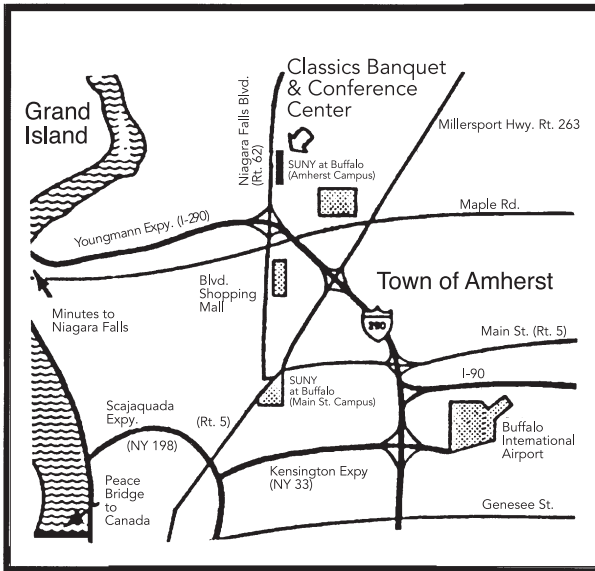 Classics Banquet
& Conference
Center
Grand
Island
Niagara Falls Blvd.
(Rt. 62)
Millersport Hwy. Rt. 263
SUNY at Buffalo
(Amherst Campus)
Maple Rd.
Youngmann Expy. (I-290)
Blvd.
Shopping
Mall
Town of Amherst
Minutes to
Niagara Falls
290
Main St. (Rt. 5)
I-90
SUNY
at Buffalo
(Main St. Campus)
Scajaquada
Expy.
(NY 198)
(Rt. 5)
Buffalo
International
Airport
Kensington Expy
(NY 33)
Peace
Bridge
to
Canada
Genesee St.